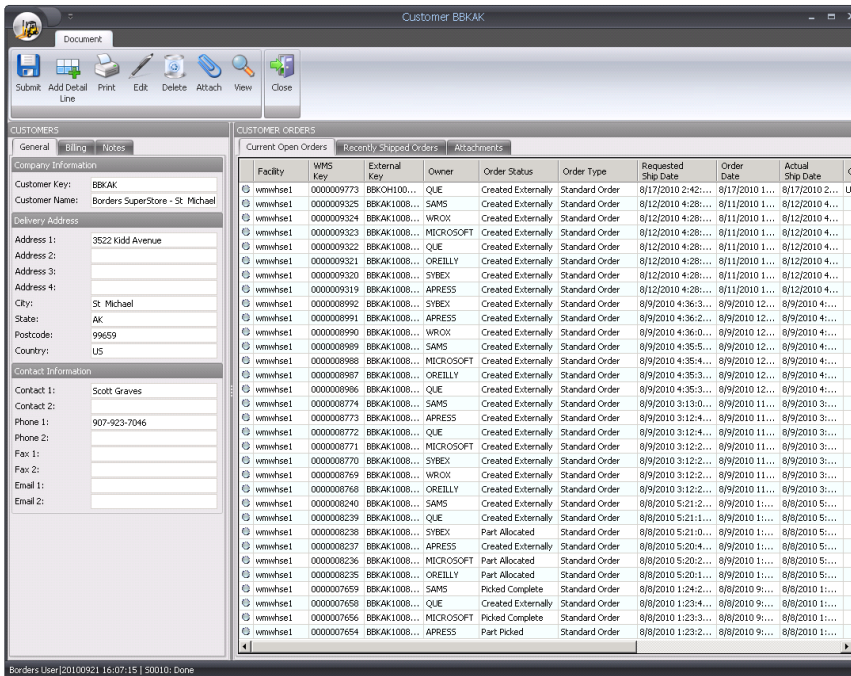 Customer BBKAK
Document
Submit Add Detail Line Print Edit Delete Attach View Close
CUSTOMERS
General Billing Notes
Company Information
Customer Key: BBKAK
Customer Name: Borders SuperStore - St Michael
Delivery Address
Address 1: 3522 Kidd Avenue
Address 2:
Address 3:
Address 4:
City: St Michael
State: AK
Postcode: 99659
Country: US
Contact Information
Contact 1: Scott Graves
Contact 2:
Phone 1: 907-923-7046
Phone 2:
Fax 1:
Fax 2:
Email 1:
Email 2:
CUSTOMER ORDERS
Current Open Orders Recently Shipped Orders Attachments
Facility WMS Key External Key Owner Order Status Order Type Requested Ship Date Order Date Actual Ship Date
wmwhse1 0000009773 BBKOH100... QUE Created Externally Standard Order 8/17/2010 2:42:... 8/17/2010 1... 8/17/2010 2... U
wmwhse1 0000009325 BBKAK1008... SAMS Created Externally Standard Order 8/12/2010 4:28:... 8/11/2010 1... 8/12/2010 4...
wmwhse1 0000009324 BBKAK1008... WROX Created Externally Standard Order 8/12/2010 4:28:... 8/11/2010 1... 8/12/2010 4...
wmwhse1 0000009323 BBKAK1008... MICROSOFT Created Externally Standard Order 8/12/2010 4:28:... 8/11/2010 1... 8/12/2010 4...
wmwhse1 0000009322 BBKAK1008... QUE Created Externally Standard Order 8/12/2010 4:28:... 8/11/2010 1... 8/12/2010 4...
wmwhse1 0000009321 BBKAK1008... OREILLY Created Externally Standard Order 8/12/2010 4:28:... 8/11/2010 1... 8/12/2010 4...
wmwhse1 0000009320 BBKAK1008... SYBEX Created Externally Standard Order 8/12/2010 4:28:... 8/11/2010 1... 8/12/2010 4...
wmwhse1 0000009319 BBKAK1008... APRESS Created Externally Standard Order 8/12/2010 4:28:... 8/11/2010 1... 8/12/2010 4...
wmwhse1 0000008992 BBKAK1008... SYBEX Created Externally Standard Order 8/9/2010 4:36:3... 8/9/2010 12... 8/9/2010 4:...
wmwhse1 0000008991 BBKAK1008... APRESS Created Externally Standard Order 8/9/2010 4:36:2... 8/9/2010 12... 8/9/2010 4:...
wmwhse1 0000008990 BBKAK1008... WROX Created Externally Standard Order 8/9/2010 4:36:0... 8/9/2010 12... 8/9/2010 4:...
wmwhse1 0000008989 BBKAK1008... SAMS Created Externally Standard Order 8/9/2010 4:35:5... 8/9/2010 12... 8/9/2010 4:...
wmwhse1 0000008988 BBKAK1008... MICROSOFT Created Externally Standard Order 8/9/2010 4:35:4... 8/9/2010 12... 8/9/2010 4:...
wmwhse1 0000008987 BBKAK1008... OREILLY Created Externally Standard Order 8/9/2010 4:35:3... 8/9/2010 12... 8/9/2010 4:...
wmwhse1 0000008986 BBKAK1008... QUE Created Externally Standard Order 8/9/2010 4:35:3... 8/9/2010 12... 8/9/2010 4:...
wmwhse1 0000008774 BBKAK1008... SAMS Created Externally Standard Order 8/9/2010 3:13:0... 8/9/2010 11... 8/9/2010 3:...
wmwhse1 0000008773 BBKAK1008... APRESS Created Externally Standard Order 8/9/2010 3:12:4... 8/9/2010 11... 8/9/2010 3:...
wmwhse1 0000008772 BBKAK1008... QUE Created Externally Standard Order 8/9/2010 3:12:4... 8/9/2010 11... 8/9/2010 3:...
wmwhse1 0000008771 BBKAK1008... MICROSOFT Created Externally Standard Order 8/9/2010 3:12:2... 8/9/2010 11... 8/9/2010 3:...
wmwhse1 0000008770 BBKAK1008... SYBEX Created Externally Standard Order 8/9/2010 3:12:2... 8/9/2010 11... 8/9/2010 3:...
wmwhse1 0000008769 BBKAK1008... WROX Created Externally Standard Order 8/9/2010 3:12:2... 8/9/2010 11... 8/9/2010 3:...
wmwhse1 0000008768 BBKAK1008... OREILLY Created Externally Standard Order 8/9/2010 3:12:2... 8/9/2010 11... 8/9/2010 3:...
wmwhse1 0000008240 BBKAK1008... SAMS Created Externally Standard Order 8/8/2010 5:21:2... 8/9/2010 1:... 8/8/2010 5:...
wmwhse1 0000008239 BBKAK1008... QUE Created Externally Standard Order 8/8/2010 5:21:1... 8/9/2010 1:... 8/8/2010 5:...
wmwhse1 0000008238 BBKAK1008... SYBEX Part Allocated Standard Order 8/8/2010 5:21:0... 8/9/2010 1:... 8/8/2010 5:...
wmwhse1 0000008237 BBKAK1008... APRESS Created Externally Standard Order 8/8/2010 5:20:4... 8/9/2010 1:... 8/8/2010 5:...
wmwhse1 0000008236 BBKAK1008... MICROSOFT Part Allocated Standard Order 8/8/2010 5:20:2... 8/9/2010 1:... 8/8/2010 5:...
wmwhse1 0000008235 BBKAK1008... OREILLY Part Allocated Standard Order 8/8/2010 5:20:1... 8/9/2010 1:... 8/8/2010 5:...
wmwhse1 0000007659 BBKAK1008... SAMS Picked Complete Standard Order 8/8/2010 1:24:2... 8/8/2010 9:... 8/8/2010 1:...
wmwhse1 0000007658 BBKAK1008... QUE Created Externally Standard Order 8/8/2010 1:23:4... 8/8/2010 9:... 8/8/2010 1:...
wmwhse1 0000007656 BBKAK1008... MICROSOFT Picked Complete Standard Order 8/8/2010 1:23:3... 8/8/2010 9:... 8/8/2010 1:...
wmwhse1 0000007654 BBKAK1008... APRESS Part Picked Standard Order 8/8/2010 1:23:2... 8/8/2010 9:... 8/8/2010 1:...
Borders User|20100921 16:07:15 | S0010: Done